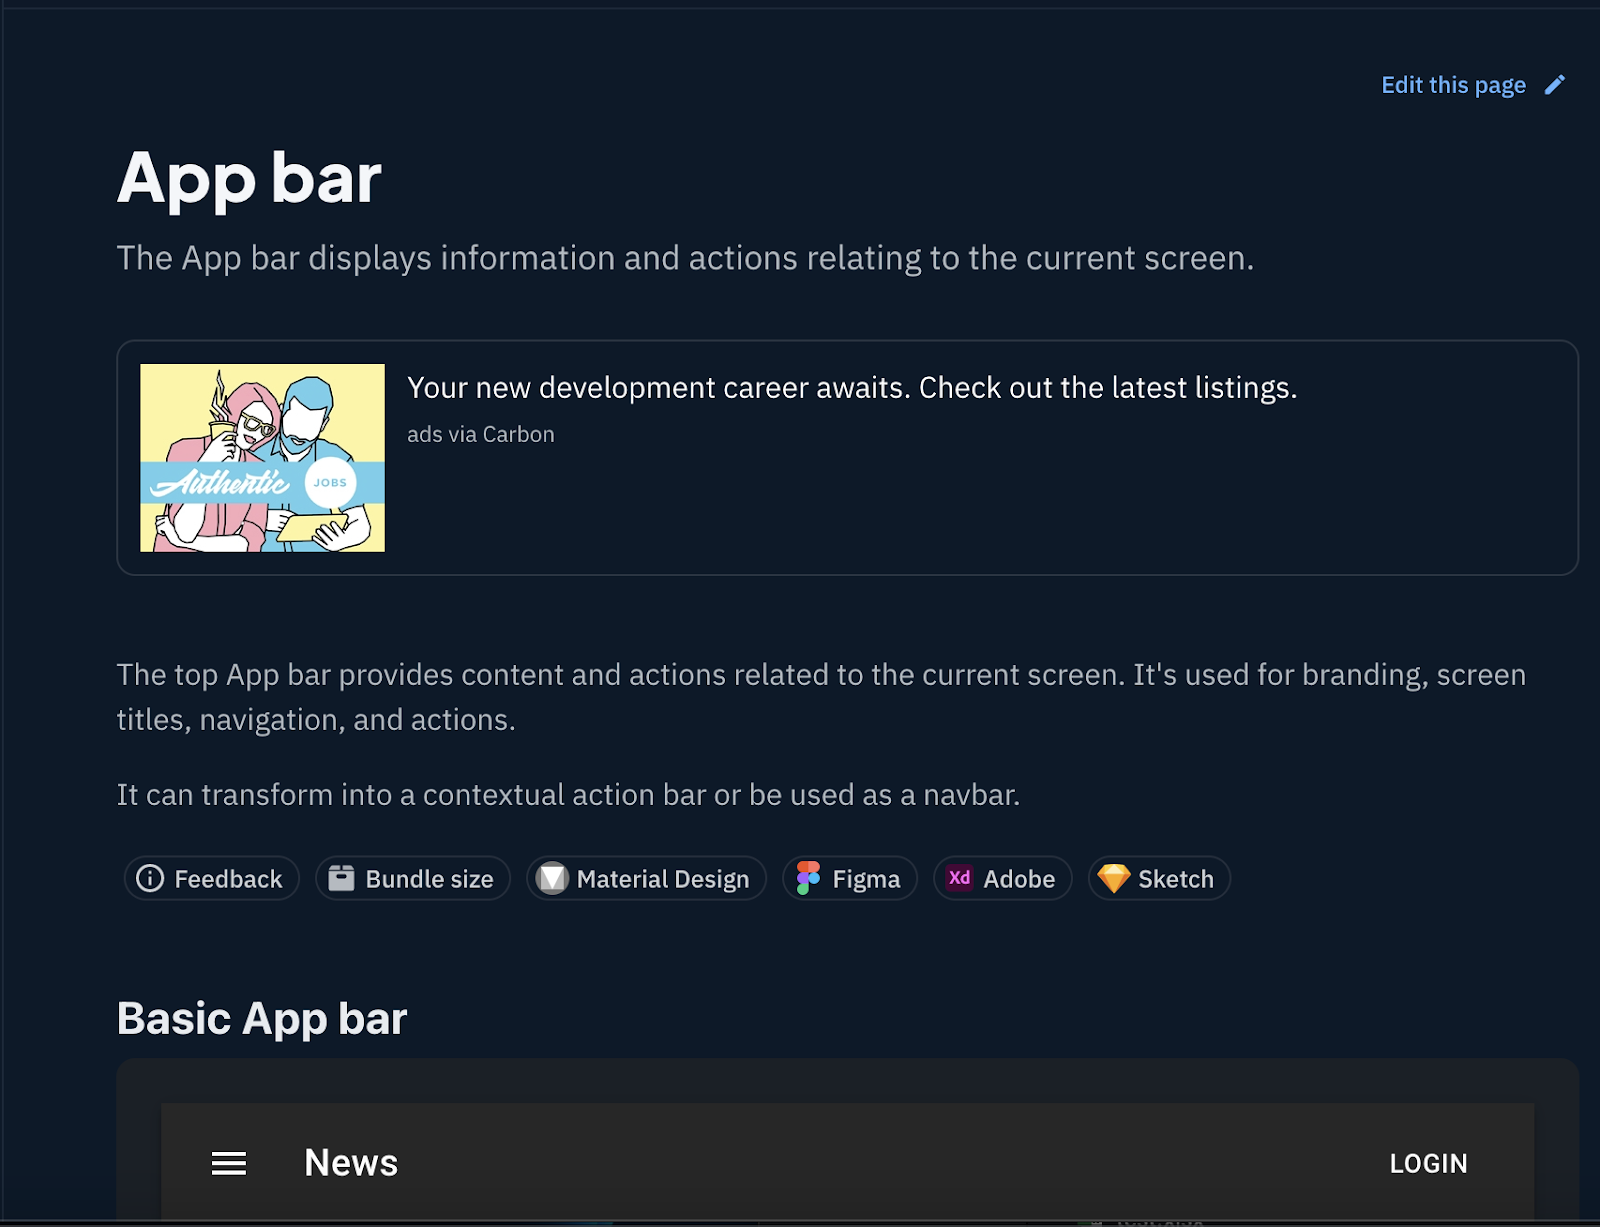 Edit this page
App bar
The App bar displays information and actions relating to the current screen.
Your new development career awaits. Check out the latest listings.
ads via Carbon
Authentic JOBS
The top App bar provides content and actions related to the current screen. It's used for branding, screen
titles, navigation, and actions.
It can transform into a contextual action bar or be used as a navbar.
Feedback Bundle size Material Design Figma Xd Adobe Sketch
Basic App bar
News LOGIN